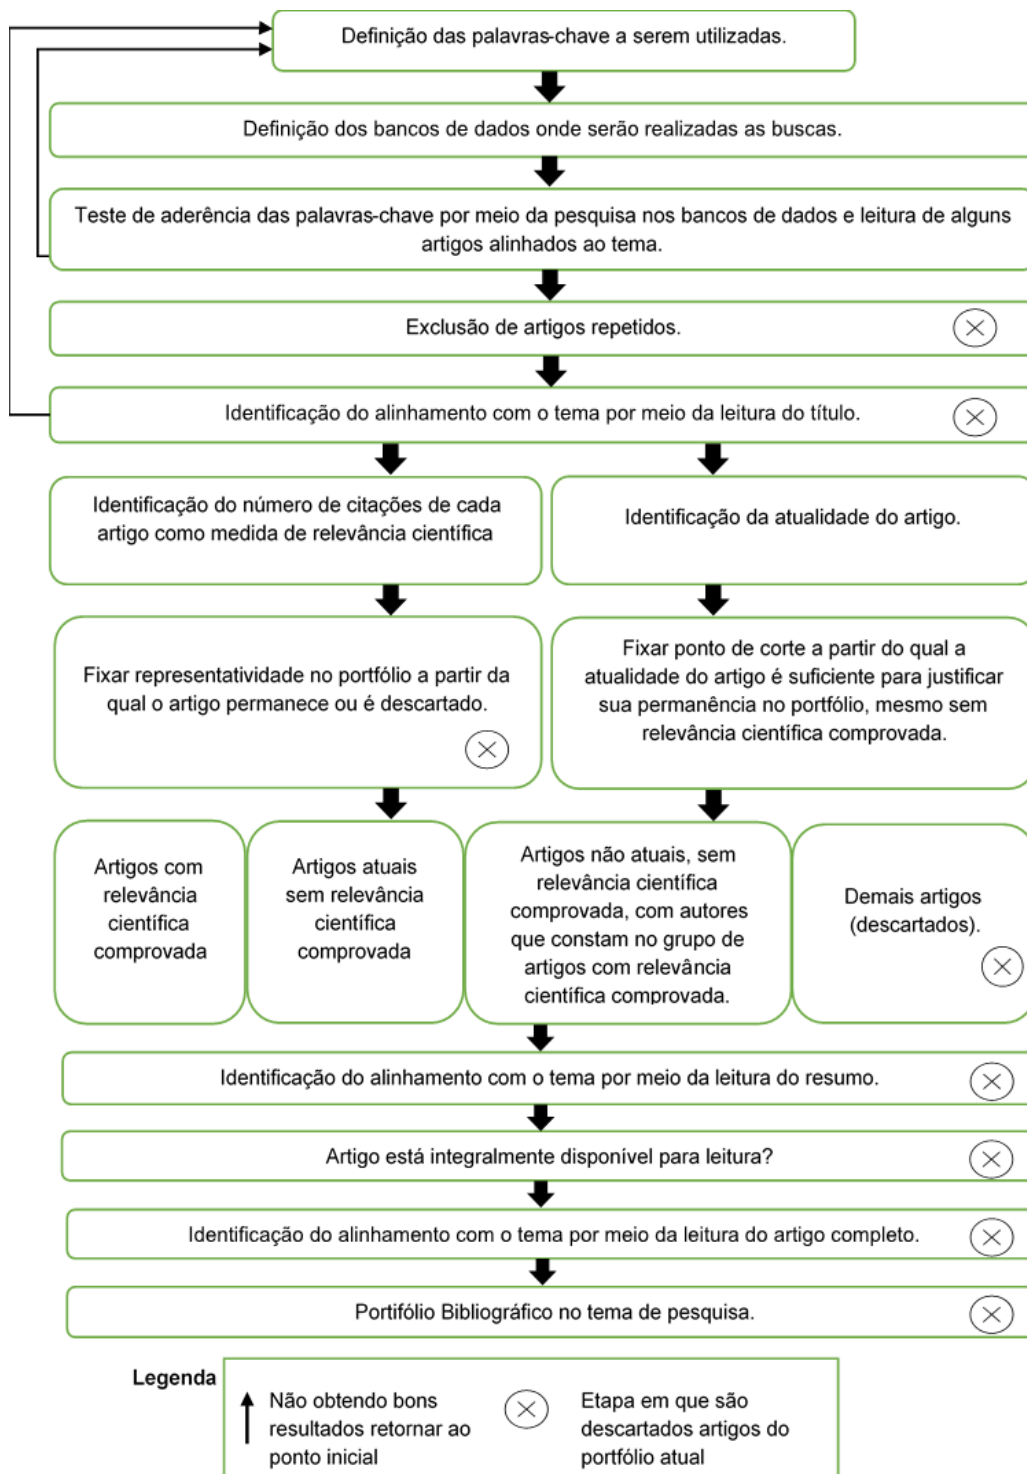 Definição das palavras-chave a serem utilizadas.
Definição dos bancos de dados onde serão realizadas as buscas.
Teste de aderência das palavras-chave por meio da pesquisa nos bancos de dados e leitura de alguns
artigos alinhados ao tema.
Exclusão de artigos repetidos.
Identificação do alinhamento com o tema por meio da leitura do título.
Identificação do número de citações de cada
artigo como medida de relevância científica
Identificação da atualidade do artigo.
Fixar representatividade no portfólio a partir da
qual o artigo permanece ou é descartado.
Fixar ponto de corte a partir do qual a
atualidade do artigo é suficiente para justificar
sua permanência no portfólio, mesmo sem
relevância científica comprovada.
Artigos com
relevância
científica
comprovada
Artigos atuais
sem relevância
científica
comprovada
Artigos não atuais, sem
relevância científica
comprovada, com autores
que constam no grupo de
artigos com relevância
científica comprovada.
Demais artigos
(descartados).
Identificação do alinhamento com o tema por meio da leitura do resumo.
Artigo está integralmente disponível para leitura?
Identificação do alinhamento com o tema por meio da leitura do artigo completo.
Portifólio Bibliográfico no tema de pesquisa.
Legenda
Não obtendo bons
resultados retornar ao
ponto inicial
Etapa em que são
descartados artigos do
portfólio atual